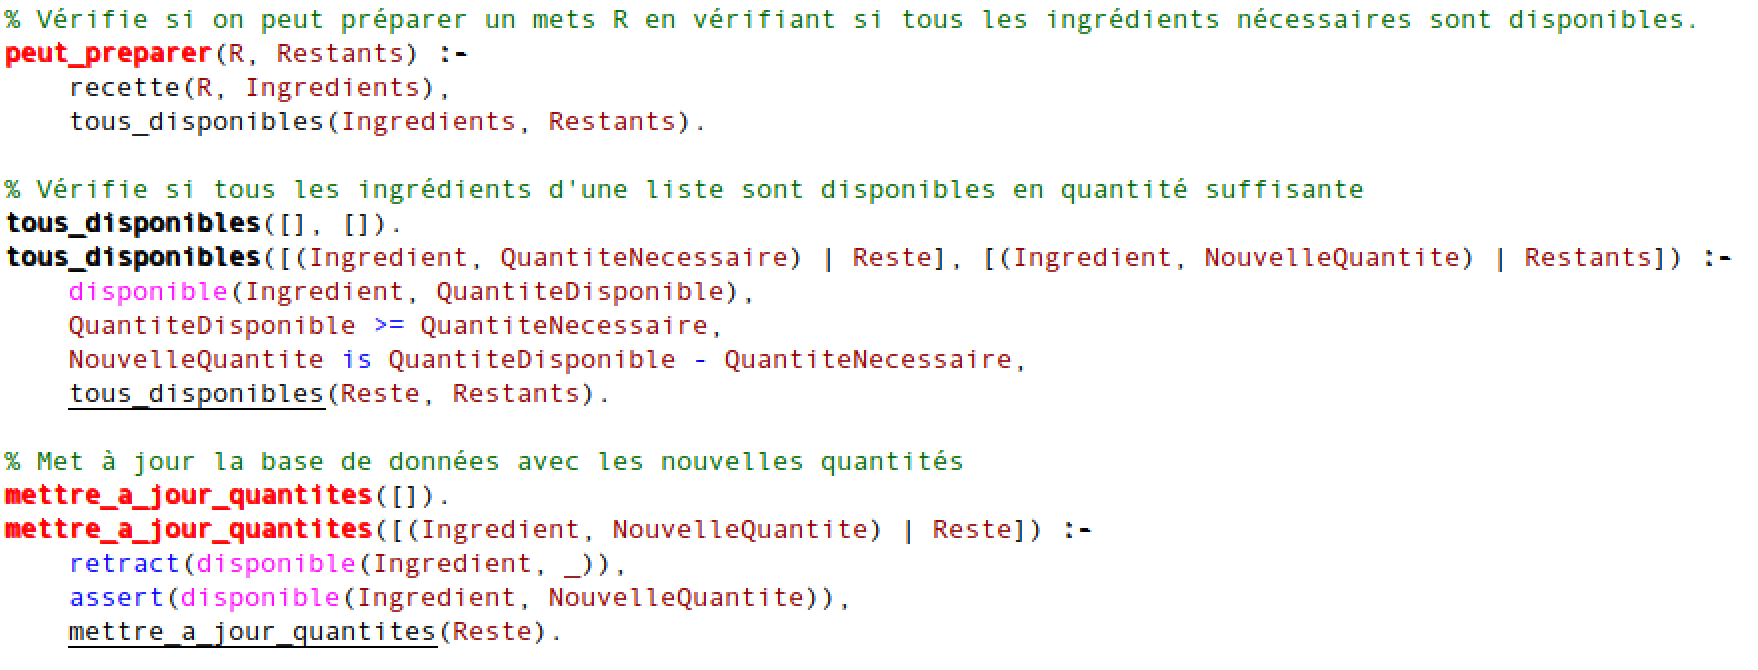 % Vérifie si on peut préparer un mets R en vérifiant si tous les ingrédients nécessaires sont disponibles.
peut_preparer(R, Restants) :-
    recette(R, Ingredients),
    tous_disponibles(Ingredients, Restants).

% Vérifie si tous les ingrédients d'une liste sont disponibles en quantité suffisante
tous_disponibles([], []).
tous_disponibles([(Ingredient, QuantiteNecessaire) | Reste], [(Ingredient, NouvelleQuantite) | Restants]) :-
    disponible(Ingredient, QuantiteDisponible),
    QuantiteDisponible >= QuantiteNecessaire,
    NouvelleQuantite is QuantiteDisponible - QuantiteNecessaire,
    tous_disponibles(Reste, Restants).

% Met à jour la base de données avec les nouvelles quantités
mettre_a_jour_quantites([]).
mettre_a_jour_quantites([(Ingredient, NouvelleQuantite) | Reste]) :-
    retract(disponible(Ingredient, _)),
    assert(disponible(Ingredient, NouvelleQuantite)),
    mettre_a_jour_quantites(Reste).